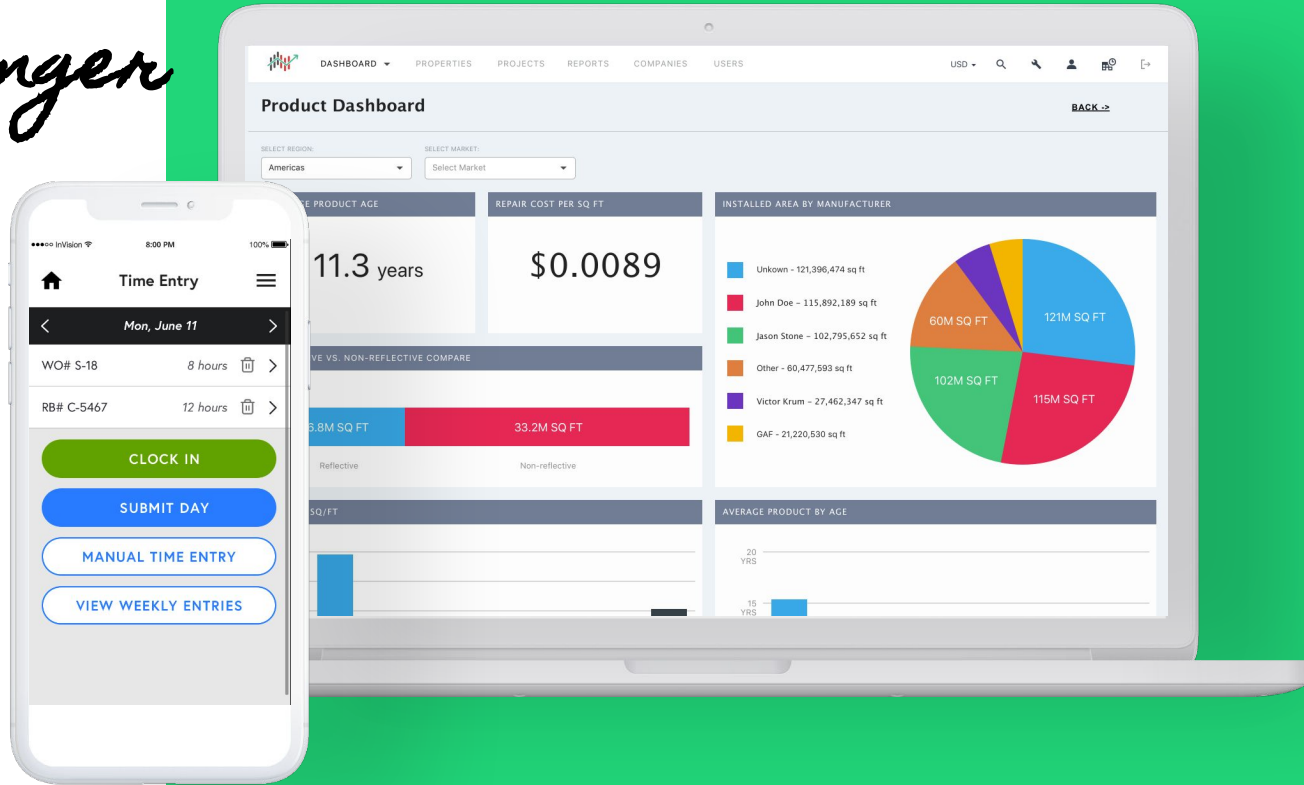 DASHBOARD PROPERTIES PROJECTS REPORTS COMPANIES USERS USD
Product Dashboard
BACK ->
SELECT REGION: SELECT MARKET:
Americas Select Market
PRODUCT AGE
11.3 years
REPAIR COST PER SQ FT
$0.0089
INSTALLED AREA BY MANUFACTURER
Unkown - 121,396,474 sq ft
John Doe - 115,892,189 sq ft
Jason Stone - 102,795,652 sq ft
Other - 60,477,593 sq ft
Victor Krum - 27,462,347 sq ft
GAF - 21,220,530 sq ft
60M SQ FT
121M SQ FT
102M SQ FT
115M SQ FT
VS. NON-REFLECTIVE COMPARE
6.8M SQ FT
33.2M SQ FT
Reflective
Non-reflective
SQ/FT
AVERAGE PRODUCT BY AGE
20
YRS
15
YRS
InVision 8:00 PM 100%
Time Entry
Mon, June 11
WO# S-18 8 hours
RB# C-5467 12 hours
CLOCK IN
SUBMIT DAY
MANUAL TIME ENTRY
VIEW WEEKLY ENTRIES